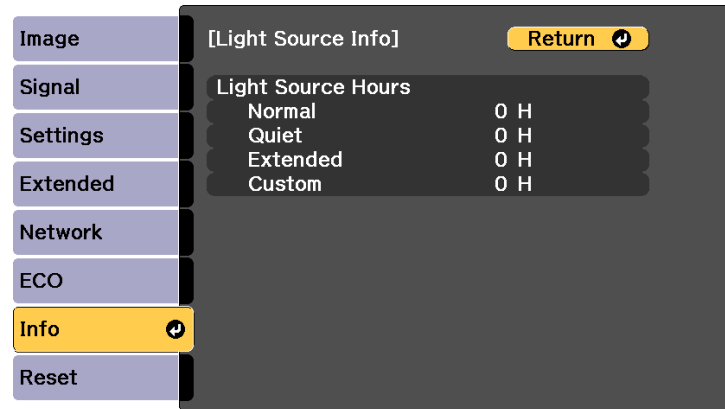 Image
Signal
Settings
Extended
Network
ECO
Info
Reset
[Light Source Info]
Return
Light Source Hours
Normal 0 H
Quiet 0 H
Extended 0 H
Custom 0 H